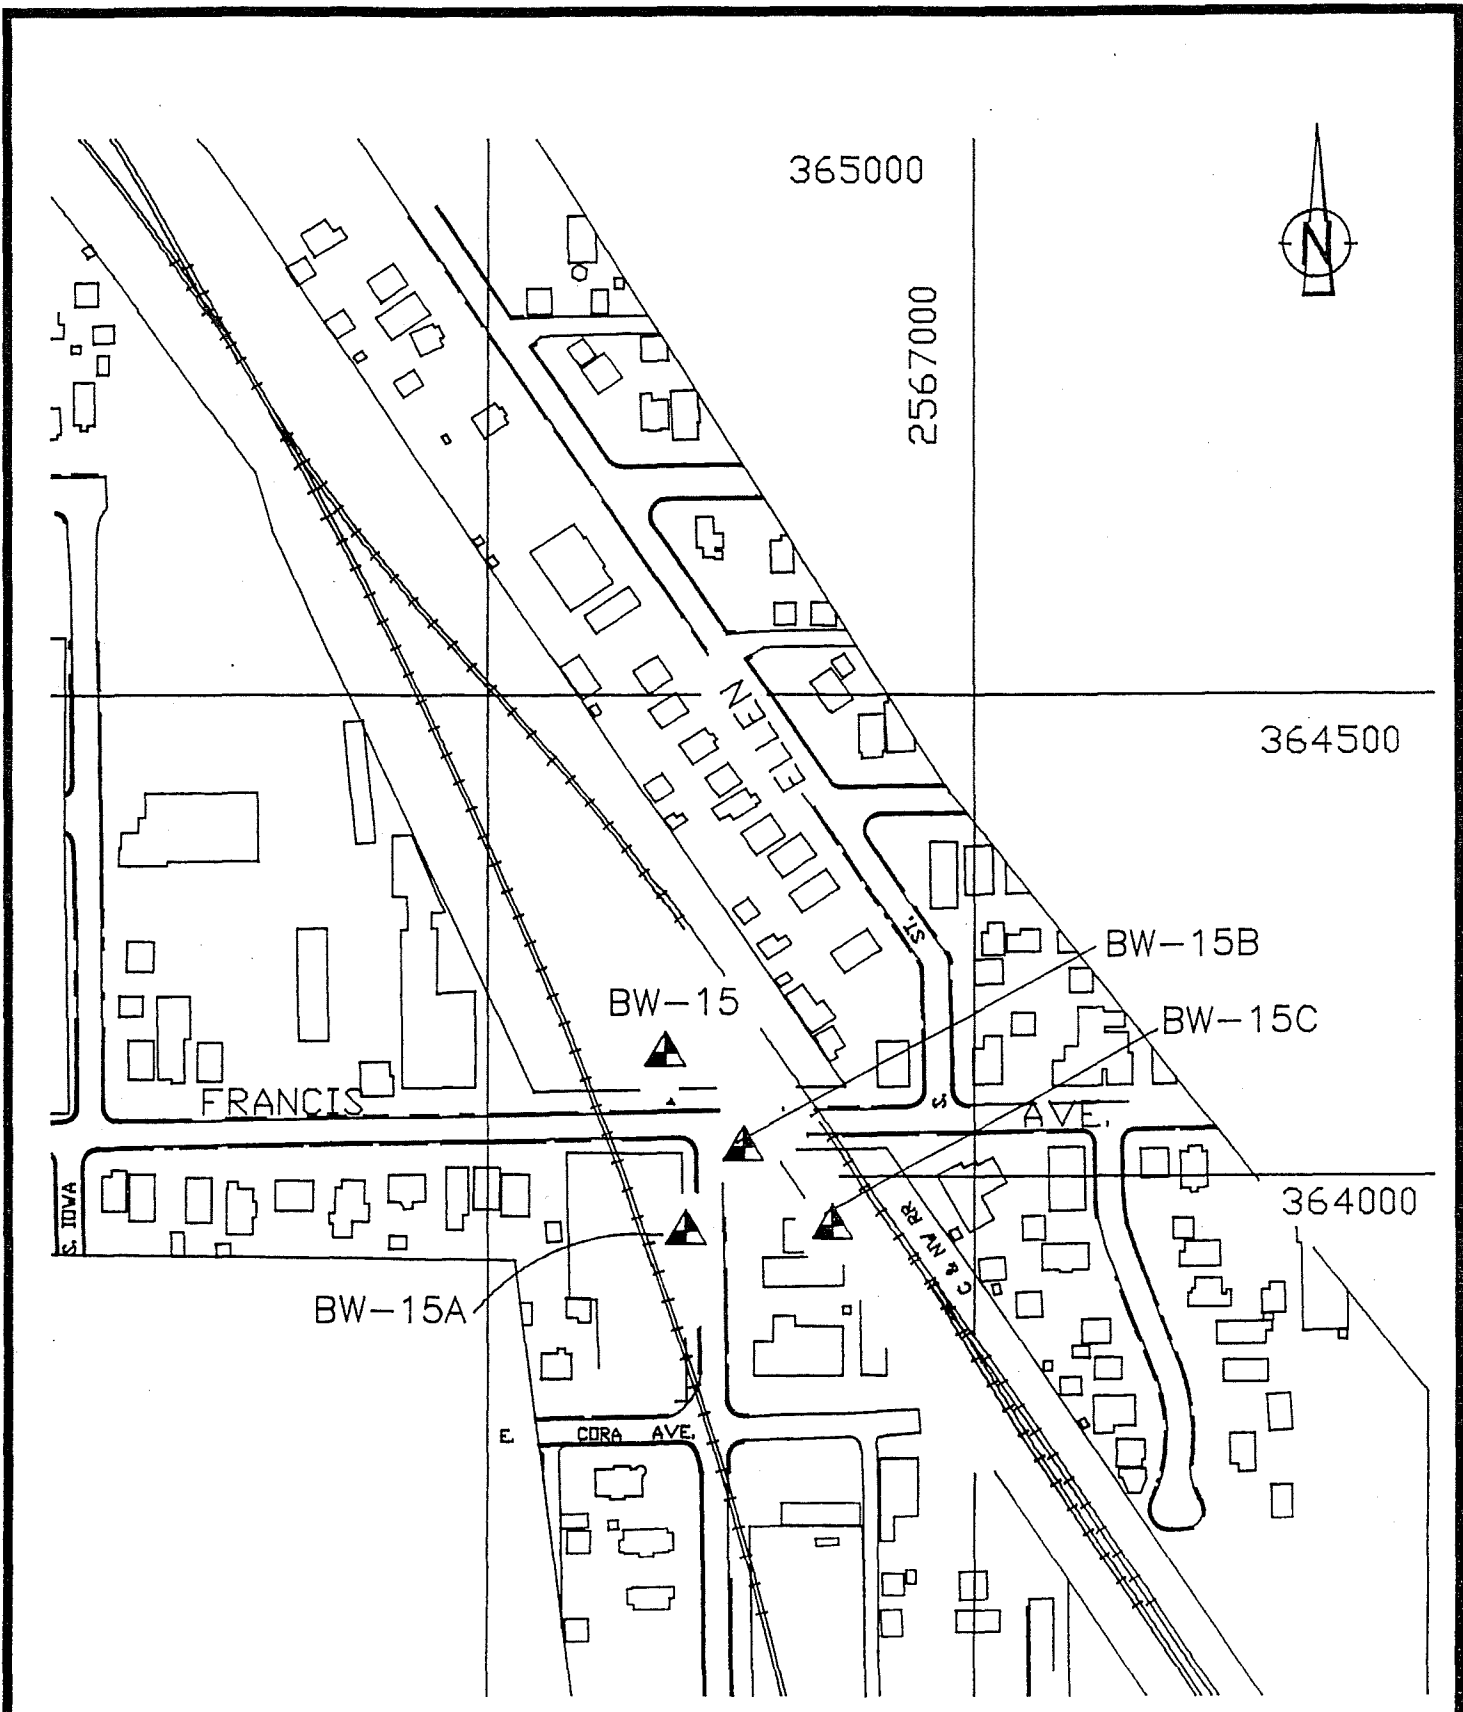 365000
N
2567000
ELLEN
364500
ST.
BW-15B
BW-15
BW-15C
FRANCIS
S.
AVE.
S. IOWA
364000
C & NW RR
BW-15A
E. CORA AVE.